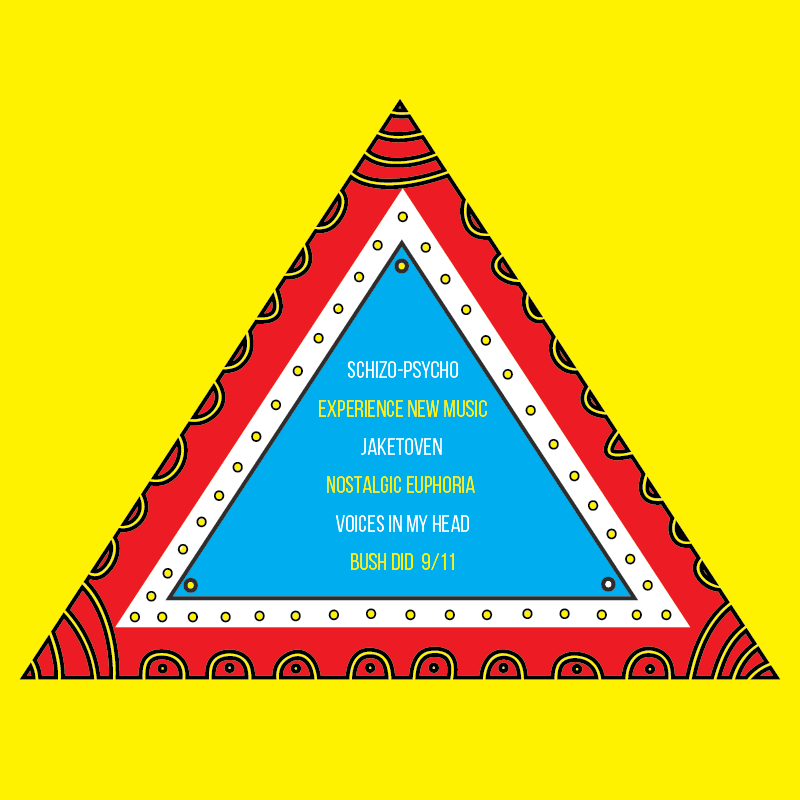 SCHIZO-PSYCHO
EXPERIENCE NEW MUSIC
JAKETOVEN
NOSTALGIC EUPHORIA
VOICES IN MY HEAD
BUSH DID 9/11